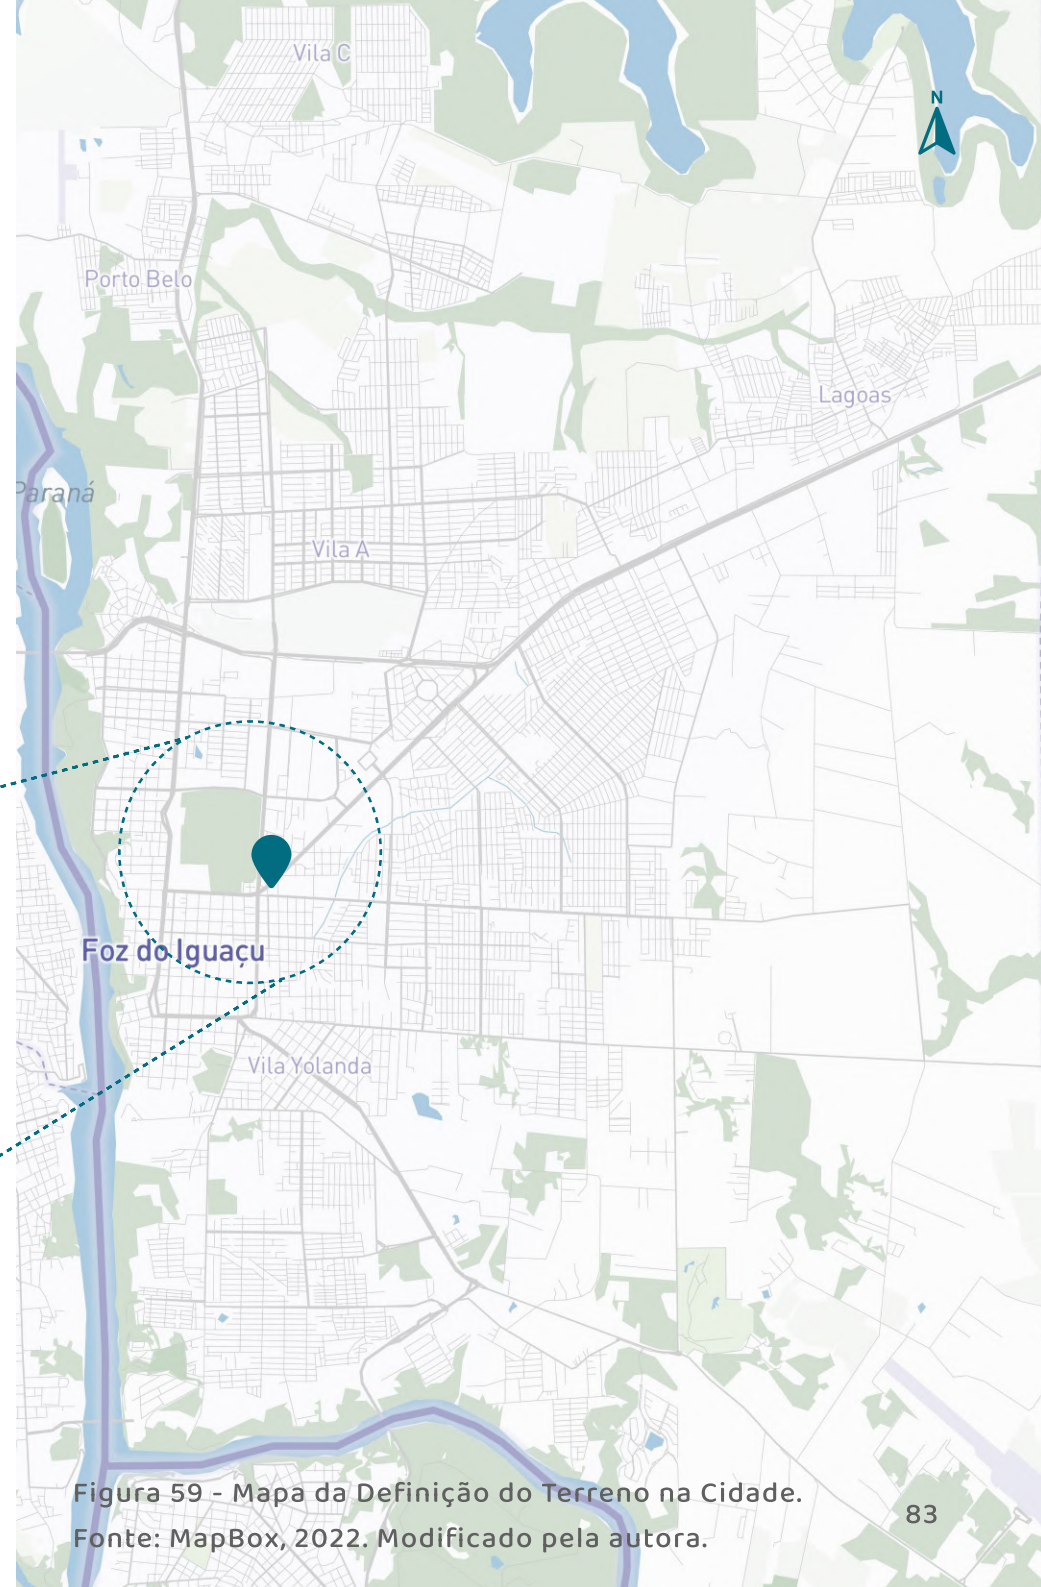 Vila C
N
Porto Belo
Lagoas
Paraná
Vila A
Foz do Iguaçu
Vila Yolanda
Figura 59 - Mapa da Definição do Terreno na Cidade.
Fonte: MapBox, 2022. Modificado pela autora.
83